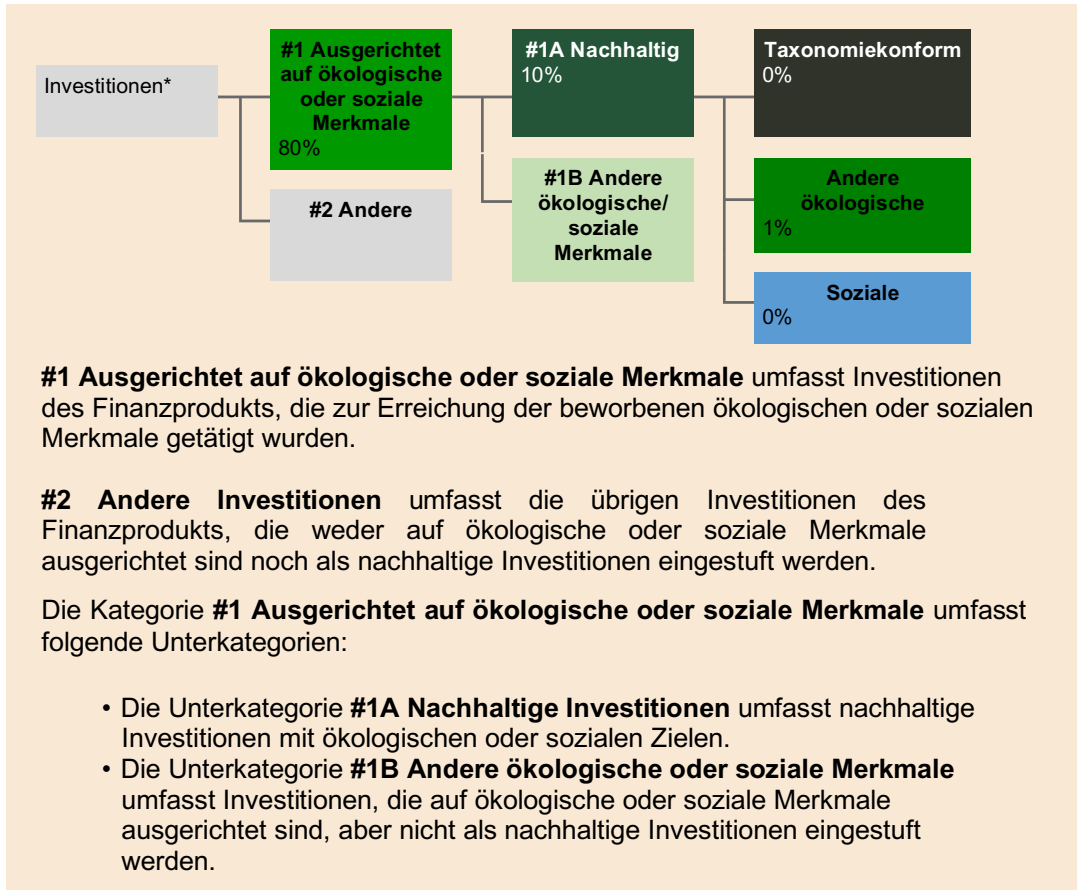 Investitionen*
#1 Ausgerichtet
auf ökologische
oder soziale
Merkmale
80%
#2 Andere
#1A Nachhaltig
10%
#1B Andere
ökologische/
soziale
Merkmale
Taxonomiekonform
0%
Andere
ökologische
1%
Soziale
0%
#1 Ausgerichtet auf ökologische oder soziale Merkmale umfasst Investitionen
des Finanzprodukts, die zur Erreichung der beworbenen ökologischen oder sozialen
Merkmale getätigt wurden.
#2 Andere Investitionen umfasst die übrigen Investitionen des
Finanzprodukts, die weder auf ökologische oder soziale Merkmale
ausgerichtet sind noch als nachhaltige Investitionen eingestuft werden.
Die Kategorie #1 Ausgerichtet auf ökologische oder soziale Merkmale umfasst
folgende Unterkategorien:
• Die Unterkategorie #1A Nachhaltige Investitionen umfasst nachhaltige
Investitionen mit ökologischen oder sozialen Zielen.
• Die Unterkategorie #1B Andere ökologische oder soziale Merkmale
umfasst Investitionen, die auf ökologische oder soziale Merkmale
ausgerichtet sind, aber nicht als nachhaltige Investitionen eingestuft
werden.